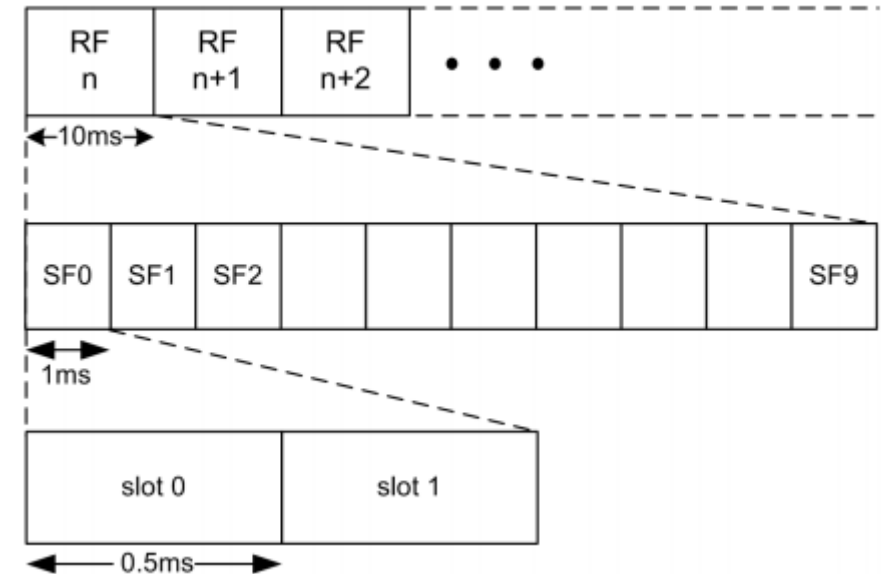 RF
n
RF
n+1
RF
n+2
10ms
SF0
SF1
SF2
SF9
1ms
slot 0
slot 1
0.5ms